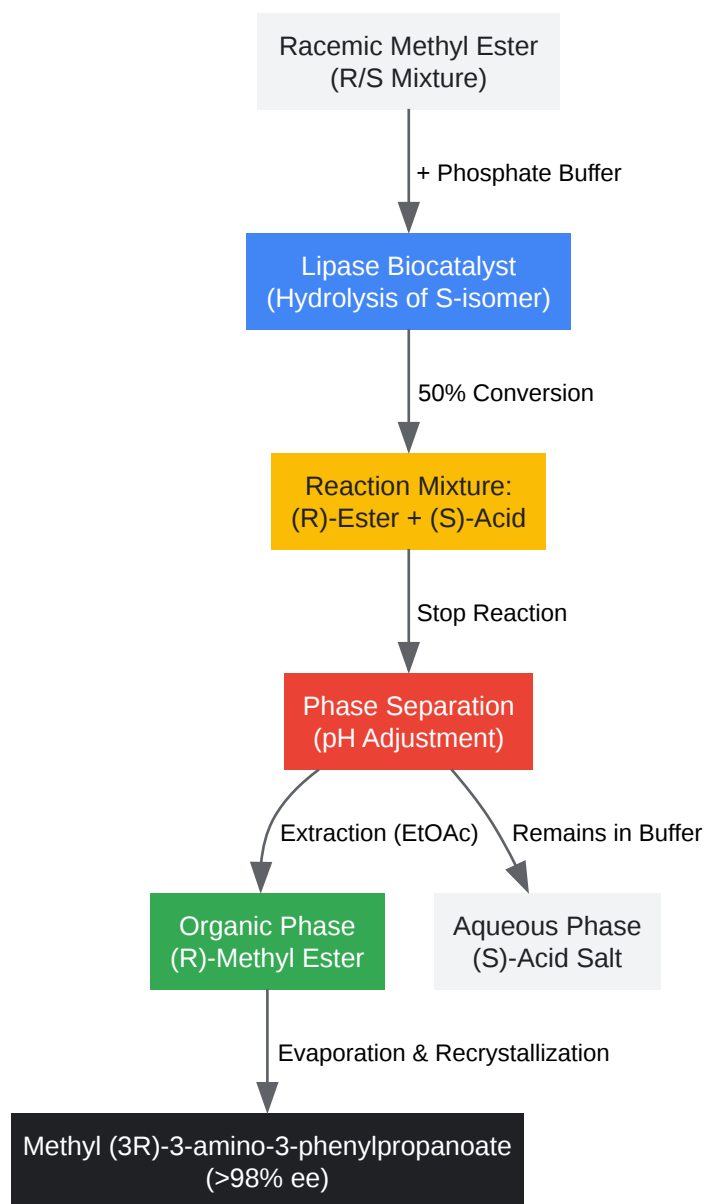 Racemic Methyl Ester
(R/S Mixture)
+ Phosphate Buffer
Lipase Biocatalyst
(Hydrolysis of S-isomer)
50% Conversion
Reaction Mixture:
(R)-Ester + (S)-Acid
Stop Reaction
Phase Separation
(pH Adjustment)
Extraction (EtOAc)
Remains in Buffer
Organic Phase
(R)-Methyl Ester
Aqueous Phase
(S)-Acid Salt
Evaporation & Recrystallization
Methyl (3R)-3-amino-3-phenylpropanoate
(>98% ee)